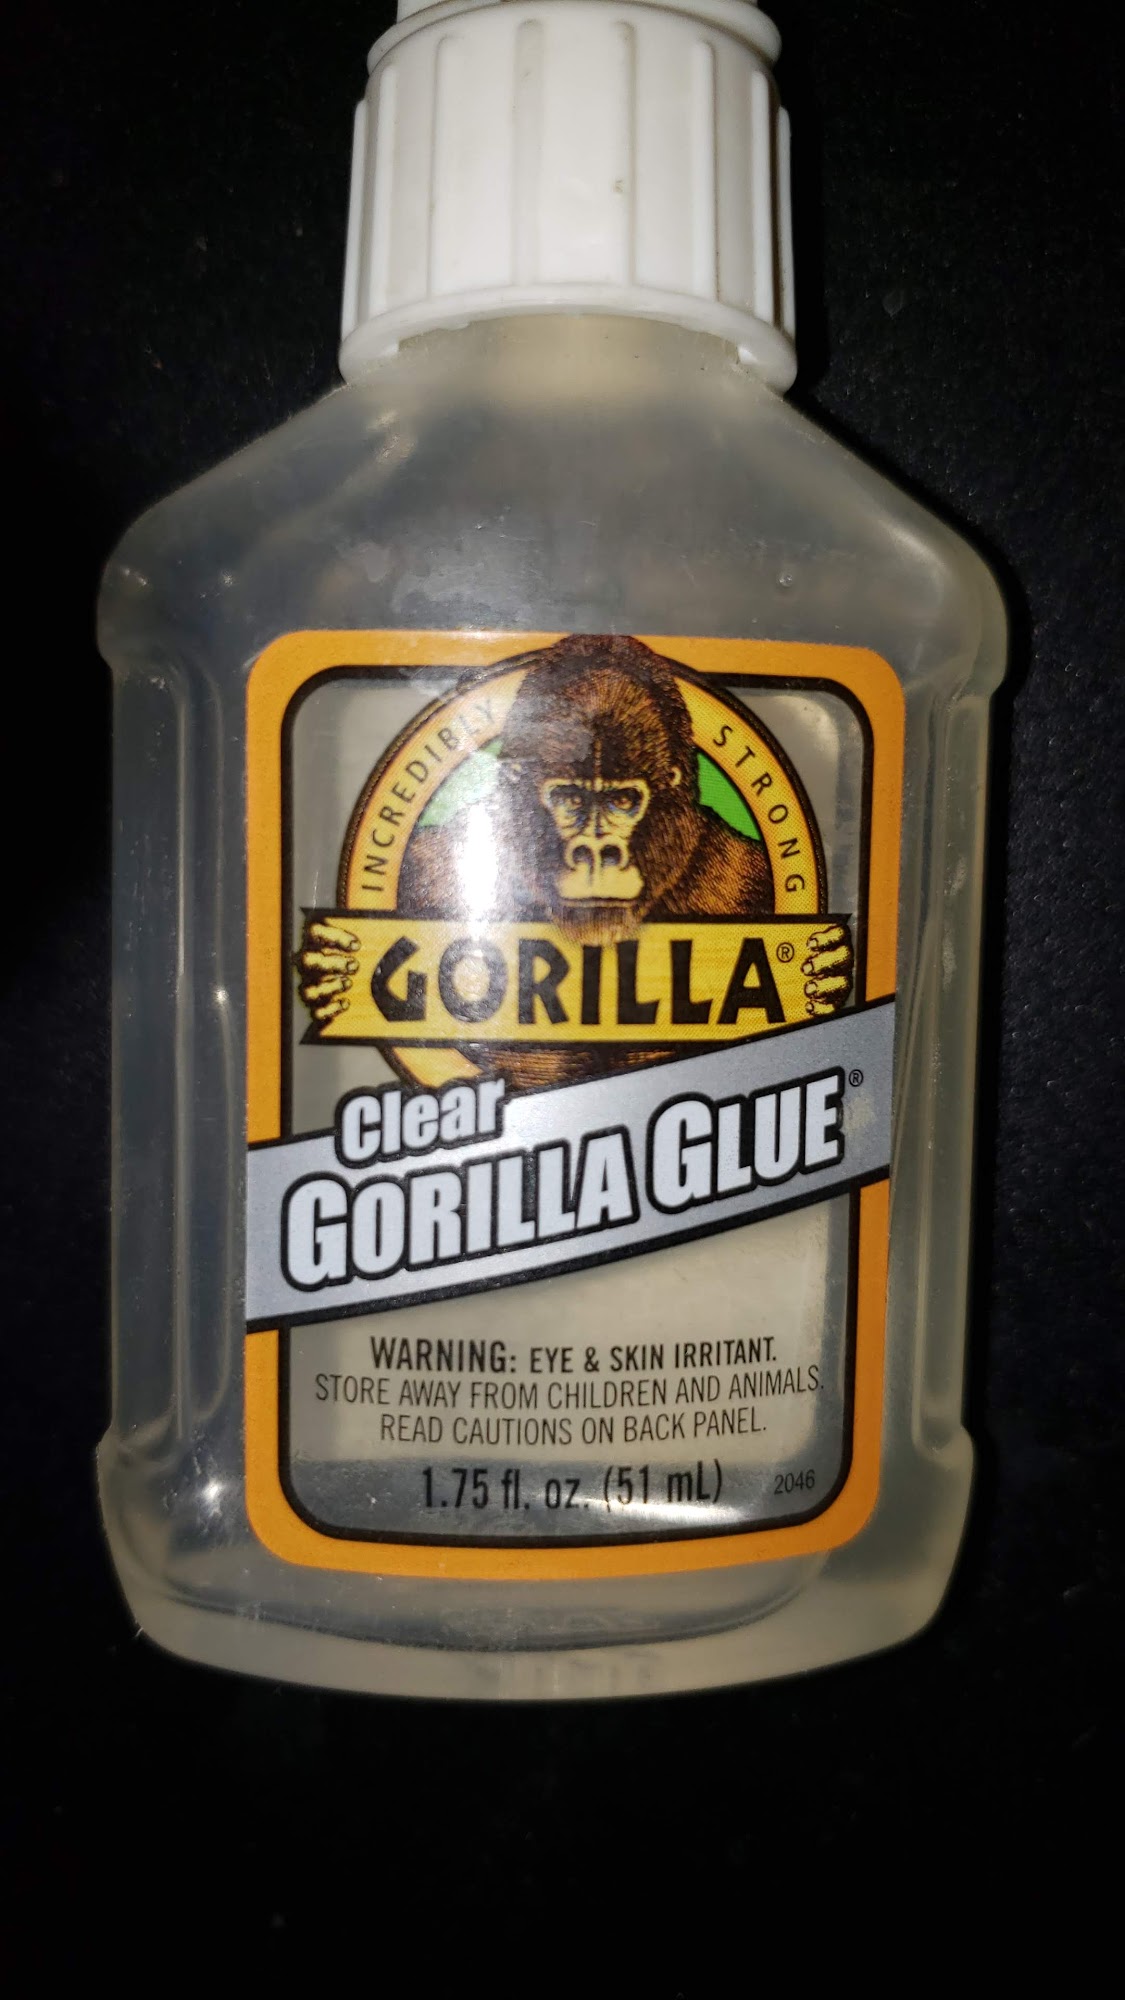 INCREDIBLY STRONG
GORILLA®
Clear
GORILLA GLUE®
WARNING: EYE & SKIN IRRITANT.
STORE AWAY FROM CHILDREN AND ANIMALS.
READ CAUTIONS ON BACK PANEL.
1.75 fl. oz. (51 mL) 2046